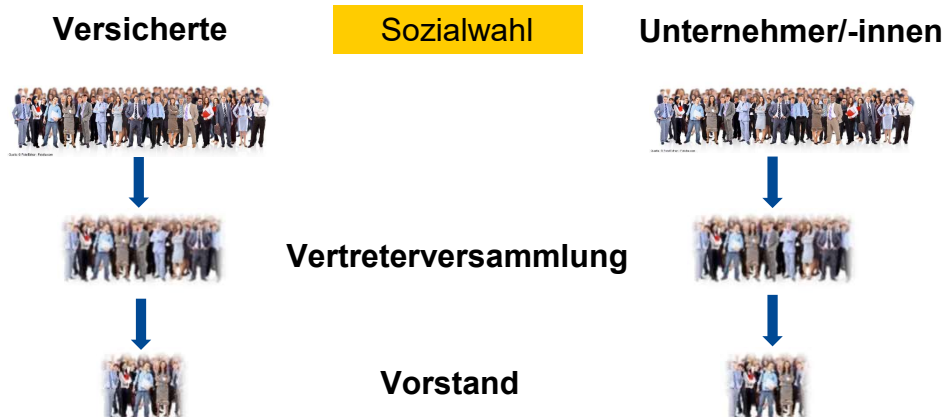 Versicherte
Sozialwahl
Unternehmer/-innen
Vertreterversammlung
Vorstand